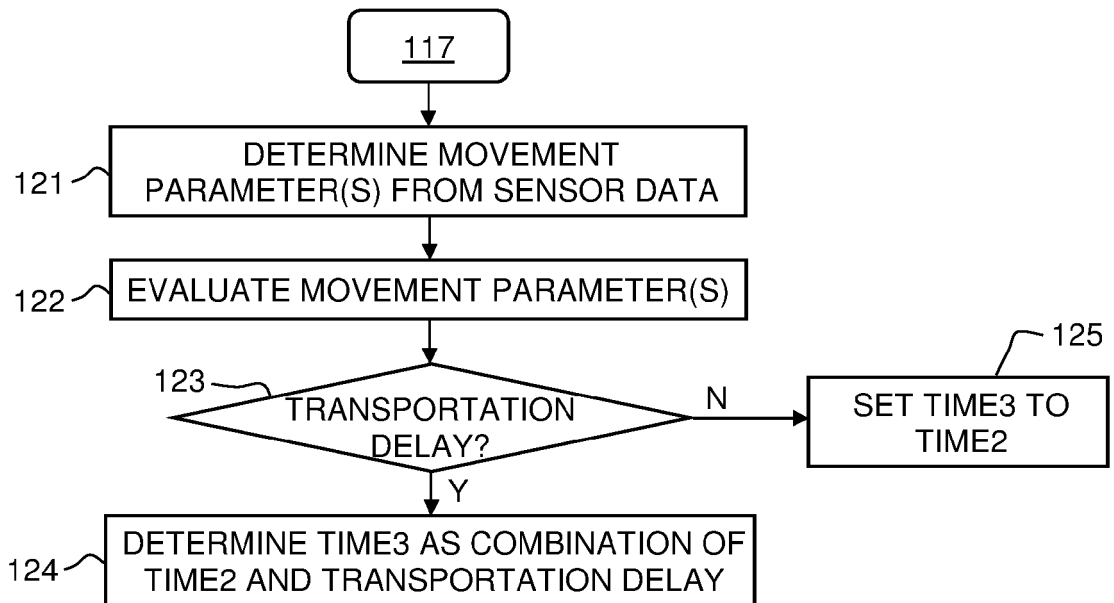 117
DETERMINE MOVEMENT
PARAMETER(S) FROM SENSOR DATA
121
EVALUATE MOVEMENT PARAMETER(S)
122
123
TRANSPORTATION
DELAY?
N
125
SET TIME3 TO
TIME2
Y
DETERMINE TIME3 AS COMBINATION OF
TIME2 AND TRANSPORTATION DELAY
124